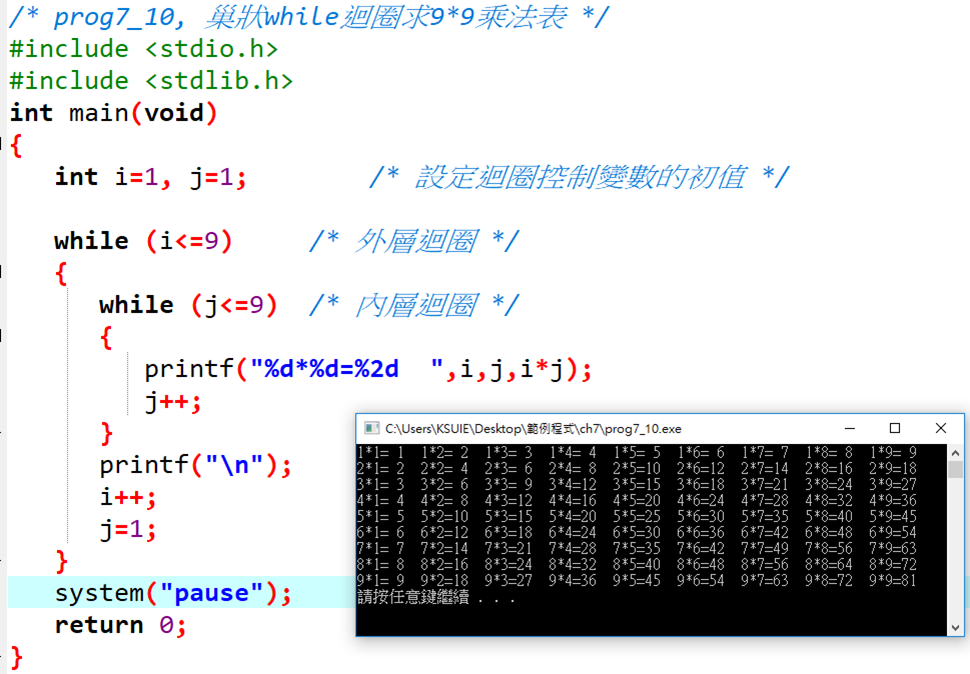 /* prog7_10, 巢狀while迴圈求9*9乘法表 */
#include <stdio.h>
#include <stdlib.h>
int main(void)
{
int i=1, j=1; /* 設定迴圈控制變數的初值 */
while (i<=9) /* 外層迴圈 */
{
while (j<=9) /* 內層迴圈 */
{
printf("%d*%d=%2d  ",i,j,i*j);
j++;
}
printf("\n");
i++;
j=1;
}
system("pause");
return 0;
}
C:\Users\KSUIE\Desktop\範例程式\ch7\prog7_10.exe
1*1= 1  1*2= 2  1*3= 3  1*4= 4  1*5= 5  1*6= 6  1*7= 7  1*8= 8  1*9= 9
2*1= 2  2*2= 4  2*3= 6  2*4= 8  2*5=10  2*6=12  2*7=14  2*8=16  2*9=18
3*1= 3  3*2= 6  3*3= 9  3*4=12  3*5=15  3*6=18  3*7=21  3*8=24  3*9=27
4*1= 4  4*2= 8  4*3=12  4*4=16  4*5=20  4*6=24  4*7=28  4*8=32  4*9=36
5*1= 5  5*2=10  5*3=15  5*4=20  5*5=25  5*6=30  5*7=35  5*8=40  5*9=45
6*1= 6  6*2=12  6*3=18  6*4=24  6*5=30  6*6=36  6*7=42  6*8=48  6*9=54
7*1= 7  7*2=14  7*3=21  7*4=28  7*5=35  7*6=42  7*7=49  7*8=56  7*9=63
8*1= 8  8*2=16  8*3=24  8*4=32  8*5=40  8*6=48  8*7=56  8*8=64  8*9=72
9*1= 9  9*2=18  9*3=27  9*4=36  9*5=45  9*6=54  9*7=63  9*8=72  9*9=81
請按任意鍵繼續 . . .